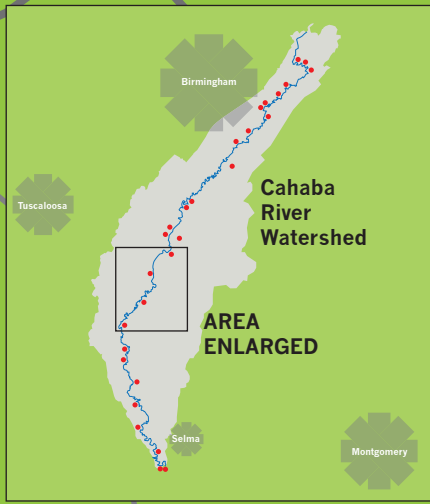 Birmingham
Tuscaloosa
Cahaba
River
Watershed
AREA
ENLARGED
Selma
Montgomery